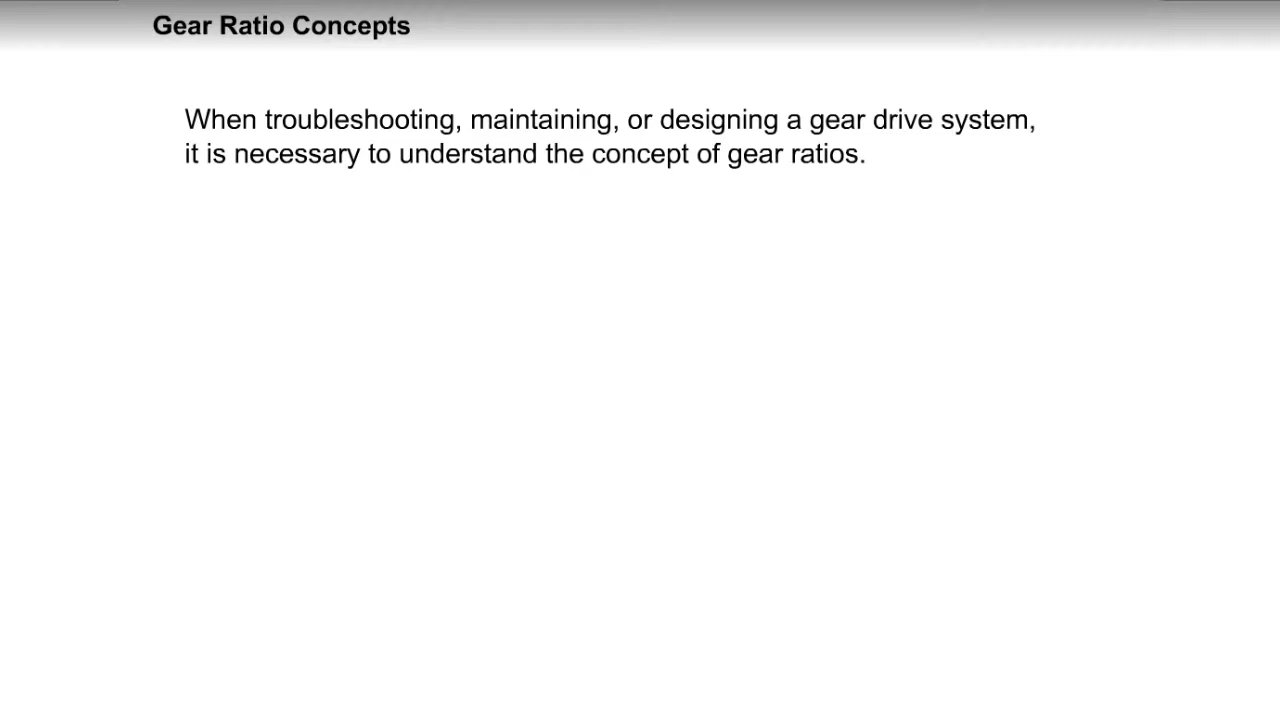 Gear Ratio Concepts
When troubleshooting, maintaining, or designing a gear drive system,
it is necessary to understand the concept of gear ratios.